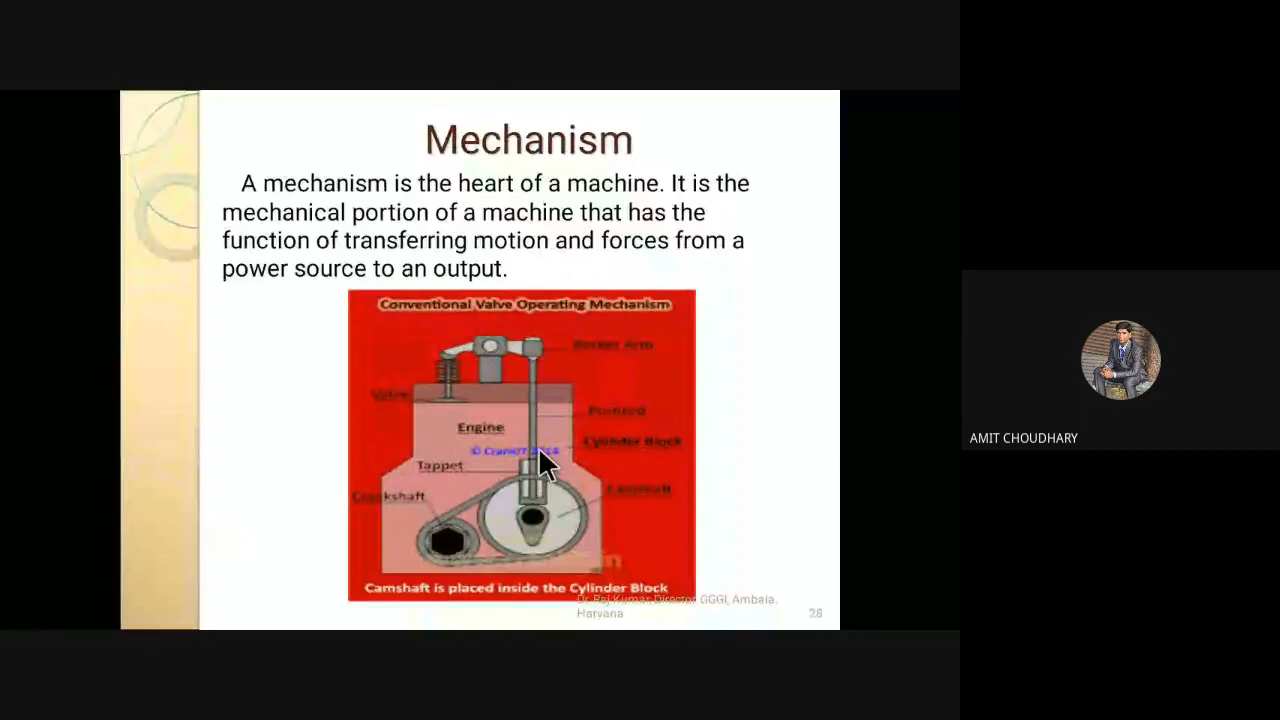 Mechanism
A mechanism is the heart of a machine. It is the
mechanical portion of a machine that has the
function of transferring motion and forces from a
power source to an output.
Conventional Valve Operating Mechanism
Rocker Arm
Valve
Pushrod
Engine
Cylinder Block
Tappet
Camshaft
Crankshaft
Camshaft is placed inside the Cylinder Block
Dr. Raj Kumar, Director GGGI, Ambala,
Haryana
28
AMIT CHOUDHARY